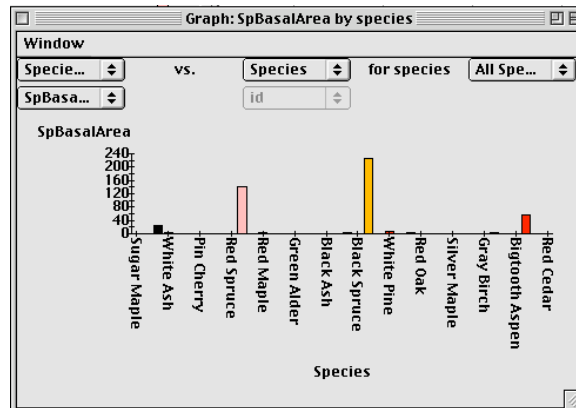 Graph: SpBasalArea by species
Window
Specie... vs. Species for species All Spe...
SpBasa... id
SpBasalArea
240
200
160
120
80
40
0
Sugar Maple
White Ash
Pin Cherry
Red Spruce
Red Maple
Green Alder
Black Ash
Black Spruce
White Pine
Red Oak
Silver Maple
Gray Birch
Bigtooth Aspen
Red Cedar
Species